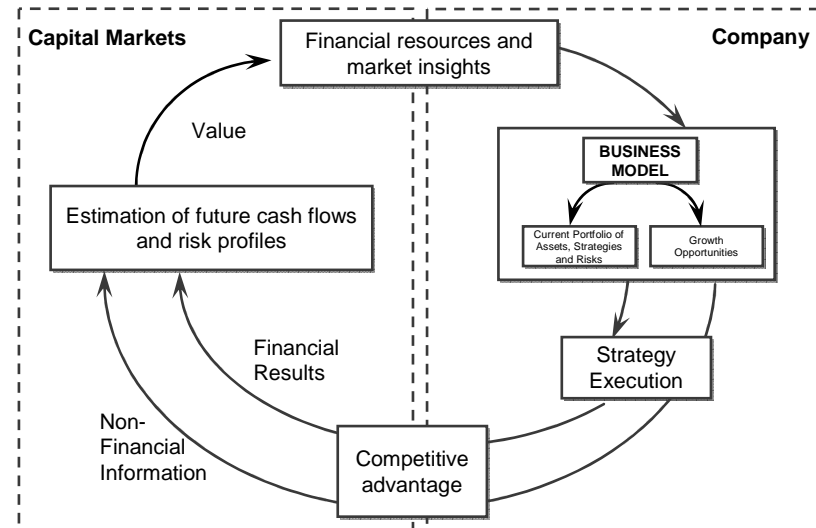 Capital Markets
Financial resources and
market insights
Company
Value
BUSINESS
MODEL
Current Portfolio of
Assets, Strategies
and Risks
Growth
Opportunities
Estimation of future cash flows
and risk profiles
Strategy
Execution
Financial
Results
Non-
Financial
Information
Competitive
advantage